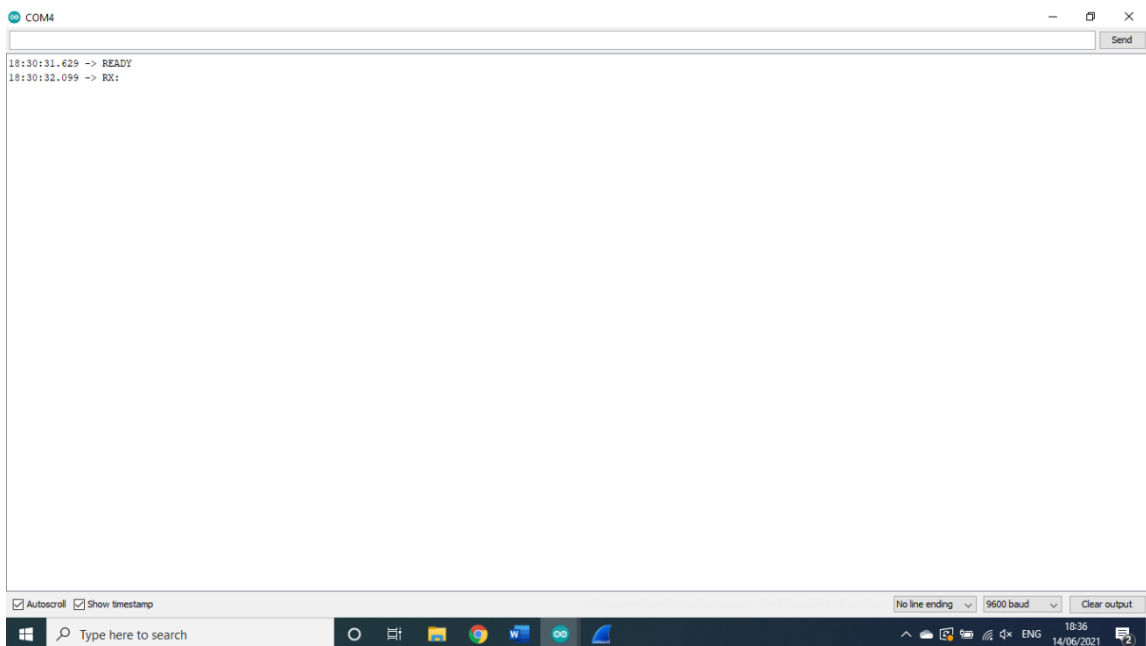 COM4
Send
18:30:31.629 -> READY
18:30:32.099 -> RX:
Autoscroll Show timestamp No line ending 9600 baud Clear output
Type here to search ENG 18:36
14/06/2021
2